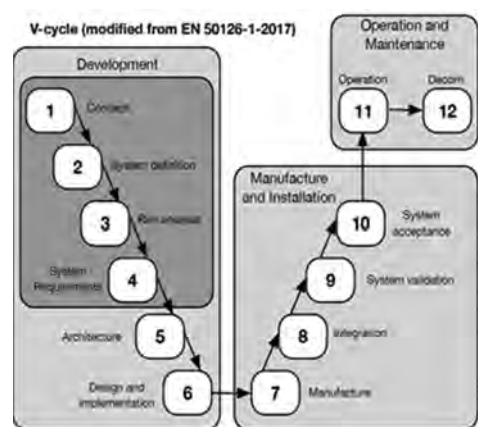 V-cycle (modified from EN 50126-1-2017)
Operation and
Maintenance
Development
Operation
Decom
11
12
1
Concept
2
System definition
3
Manufacture
and Installation
10
System
acceptance
System
Requirements
4
9
System validation
Architecture
5
8
Integration
Design and
implementation
6
7
Manufacture